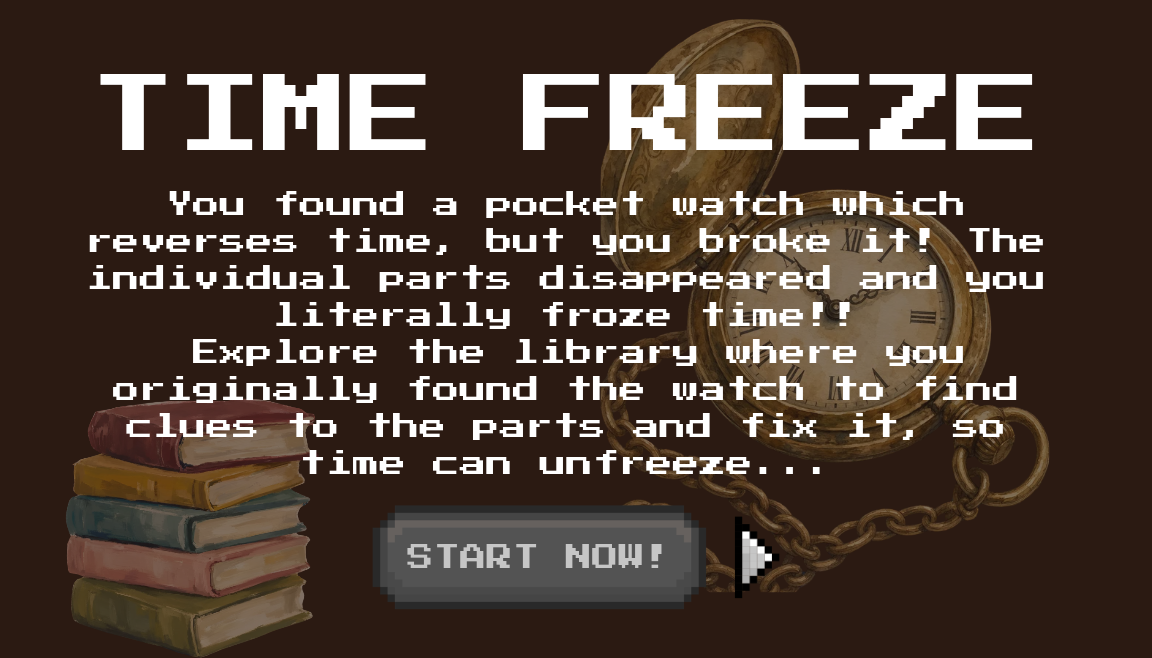 TIME FREEZE
You found a pocket watch which
reverses time, but you broke it! The
individual parts disappeared and you
literally froze time!!
Explore the library where you
originally found the watch to find
clues to the parts and fix it, so
time can unfreeze...
START NOW!